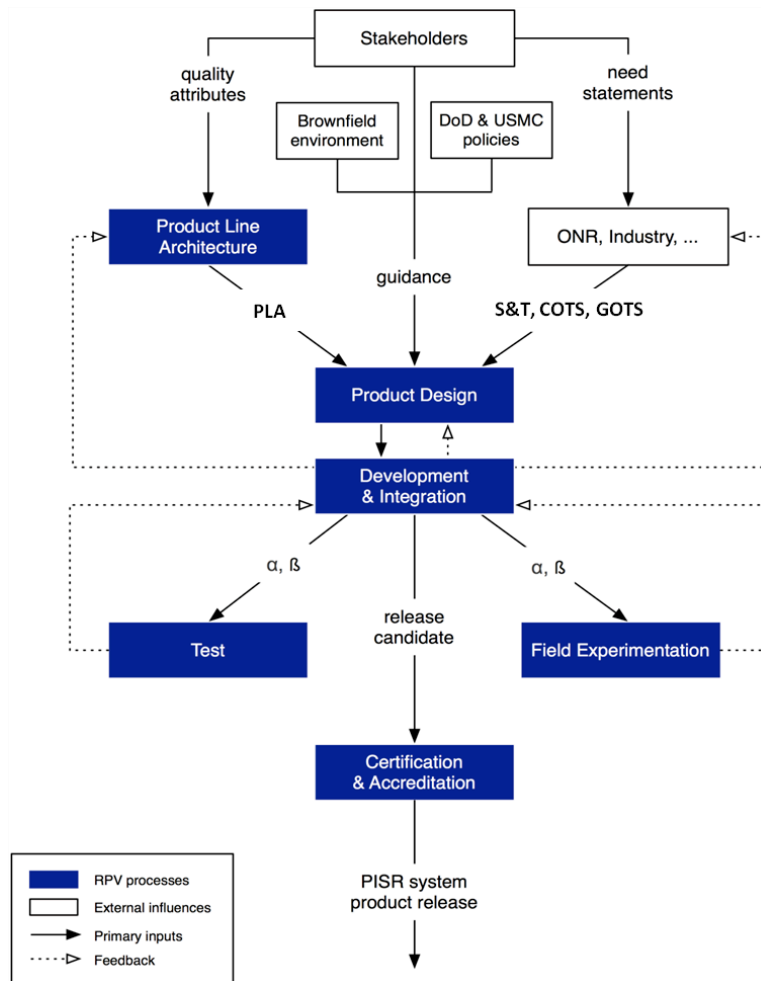 Stakeholders
quality
attributes
need
statements
Brownfield
environment
DoD & USMC
policies
Product Line
Architecture
ONR, Industry, ...
guidance
PLA
S&T, COTS, GOTS
Product Design
Development
& Integration
α, ß
α, ß
release
candidate
Test
Field Experimentation
Certification
& Accreditation
PISR system
product release
RPV processes
External influences
Primary inputs
Feedback